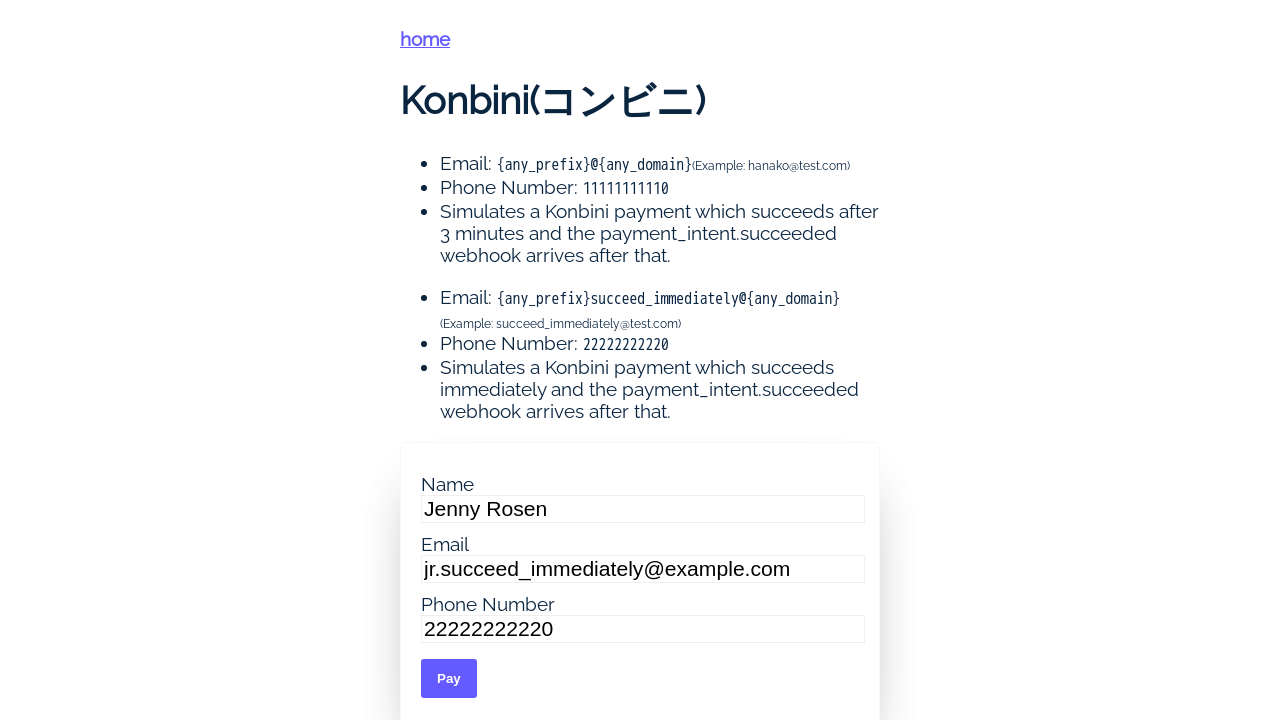 home
Konbini(コンビニ)
Email: {any_prefix}@{any_domain}(Example: hanako@test.com)
Phone Number: 11111111110
Simulates a Konbini payment which succeeds after
3 minutes and the payment_intent.succeeded
webhook arrives after that.
Email: {any_prefix}succeed_immediately@{any_domain}
(Example: succeed_immediately@test.com)
Phone Number: 22222222220
Simulates a Konbini payment which succeeds
immediately and the payment_intent.succeeded
webhook arrives after that.
Name
Jenny Rosen
Email
jr.succeed_immediately@example.com
Phone Number
22222222220
Pay